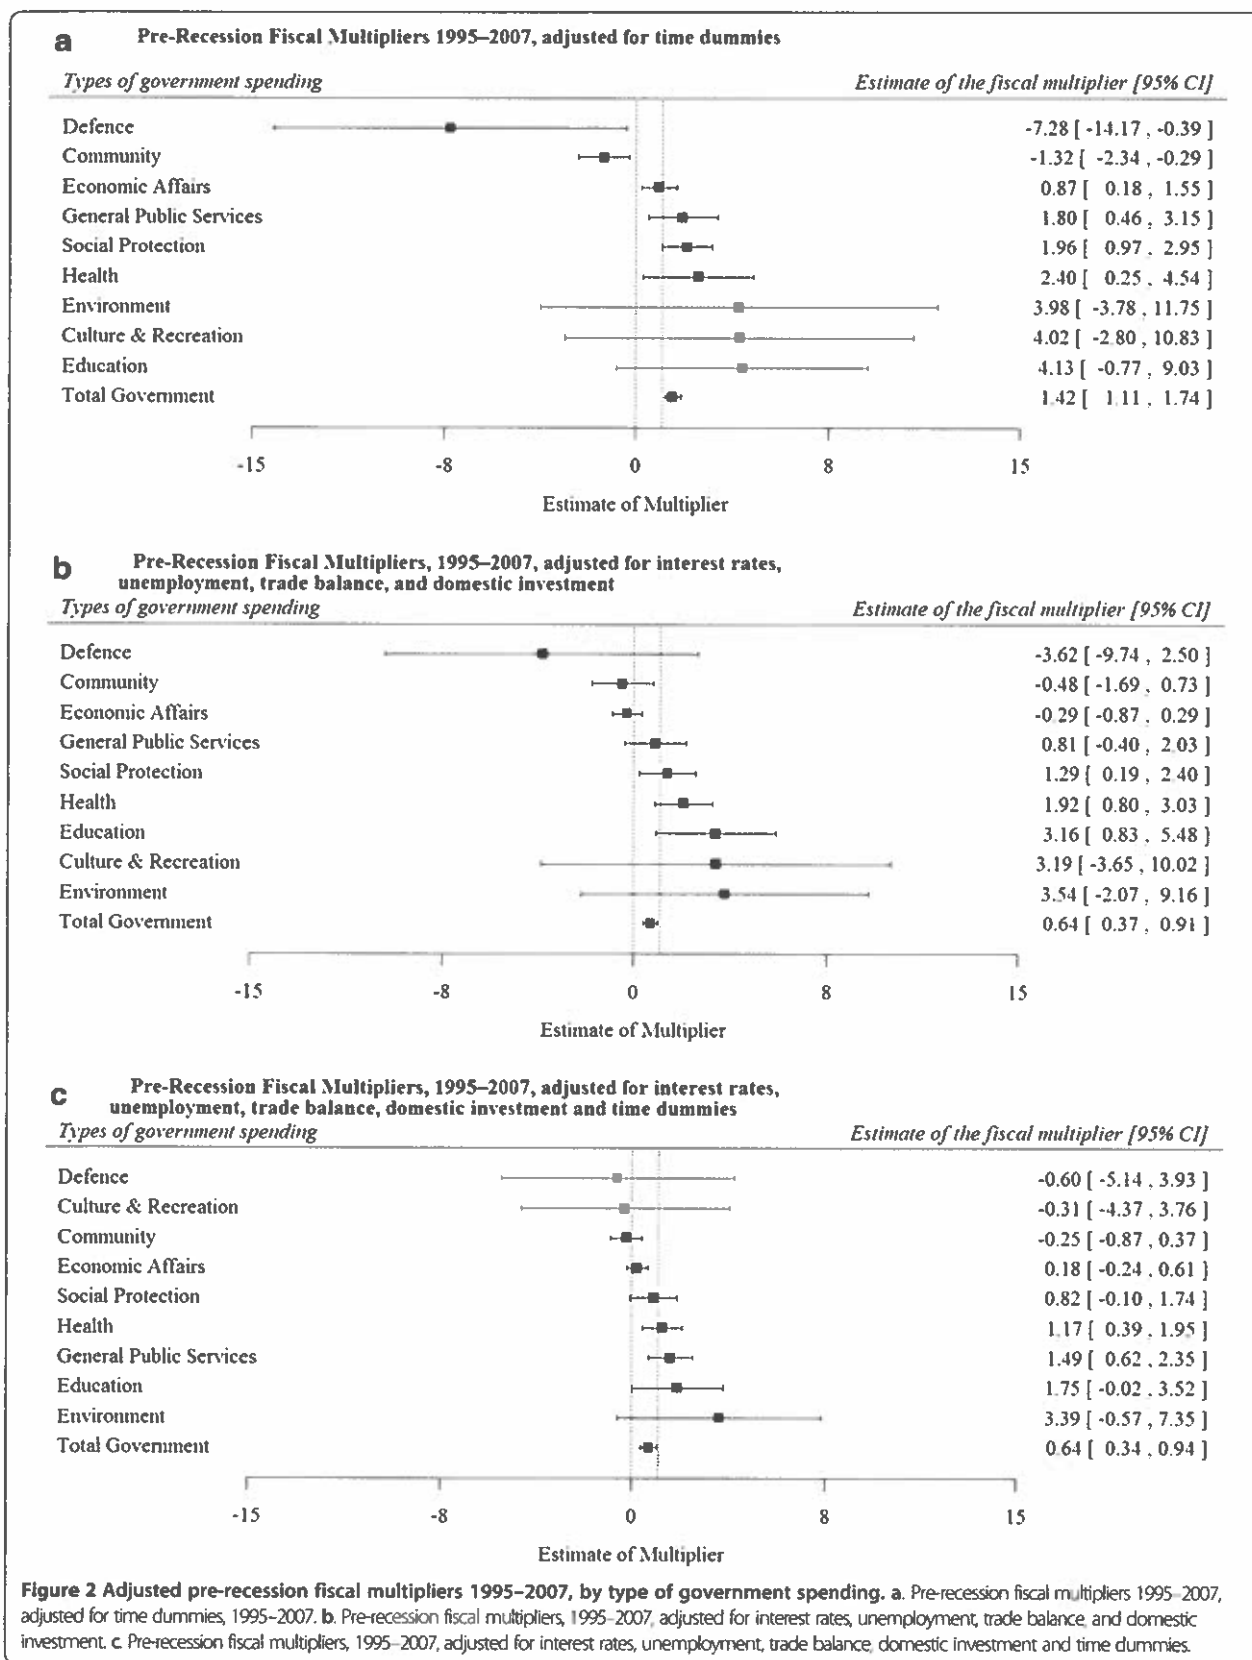 a Pre-Recession Fiscal Multipliers 1995–2007, adjusted for time dummies
Types of government spending Estimate of the fiscal multiplier [95% CI]
Defence -7.28 [ -14.17 , -0.39 ]
Community -1.32 [ -2.34 , -0.29 ]
Economic Affairs 0.87 [ 0.18 , 1.55 ]
General Public Services 1.80 [ 0.46 , 3.15 ]
Social Protection 1.96 [ 0.97 , 2.95 ]
Health 2.40 [ 0.25 , 4.54 ]
Environment 3.98 [ -3.78 , 11.75 ]
Culture & Recreation 4.02 [ -2.80 , 10.83 ]
Education 4.13 [ -0.77 , 9.03 ]
Total Government 1.42 [ 1.11 , 1.74 ]
-15 -8 0 8 15
Estimate of Multiplier
b Pre-Recession Fiscal Multipliers, 1995–2007, adjusted for interest rates,
unemployment, trade balance, and domestic investment
Types of government spending Estimate of the fiscal multiplier [95% CI]
Defence -3.62 [ -9.74 , 2.50 ]
Community -0.48 [ -1.69 , 0.73 ]
Economic Affairs -0.29 [ -0.87 , 0.29 ]
General Public Services 0.81 [ -0.40 , 2.03 ]
Social Protection 1.29 [ 0.19 , 2.40 ]
Health 1.92 [ 0.80 , 3.03 ]
Education 3.16 [ 0.83 , 5.48 ]
Culture & Recreation 3.19 [ -3.65 , 10.02 ]
Environment 3.54 [ -2.07 , 9.16 ]
Total Government 0.64 [ 0.37 , 0.91 ]
-15 -8 0 8 15
Estimate of Multiplier
c Pre-Recession Fiscal Multipliers, 1995–2007, adjusted for interest rates,
unemployment, trade balance, domestic investment and time dummies
Types of government spending Estimate of the fiscal multiplier [95% CI]
Defence -0.60 [ -5.14 , 3.93 ]
Culture & Recreation -0.31 [ -4.37 , 3.76 ]
Community -0.25 [ -0.87 , 0.37 ]
Economic Affairs 0.18 [ -0.24 , 0.61 ]
Social Protection 0.82 [ -0.10 , 1.74 ]
Health 1.17 [ 0.39 , 1.95 ]
General Public Services 1.49 [ 0.62 , 2.35 ]
Education 1.75 [ -0.02 , 3.52 ]
Environment 3.39 [ -0.57 , 7.35 ]
Total Government 0.64 [ 0.34 , 0.94 ]
-15 -8 0 8 15
Estimate of Multiplier
Figure 2 Adjusted pre-recession fiscal multipliers 1995–2007, by type of government spending. a. Pre-recession fiscal multipliers 1995–2007,
adjusted for time dummies, 1995–2007. b. Pre-recession fiscal multipliers, 1995–2007, adjusted for interest rates, unemployment, trade balance, and domestic
investment. c. Pre-recession fiscal multipliers, 1995–2007, adjusted for interest rates, unemployment, trade balance, domestic investment and time dummies.